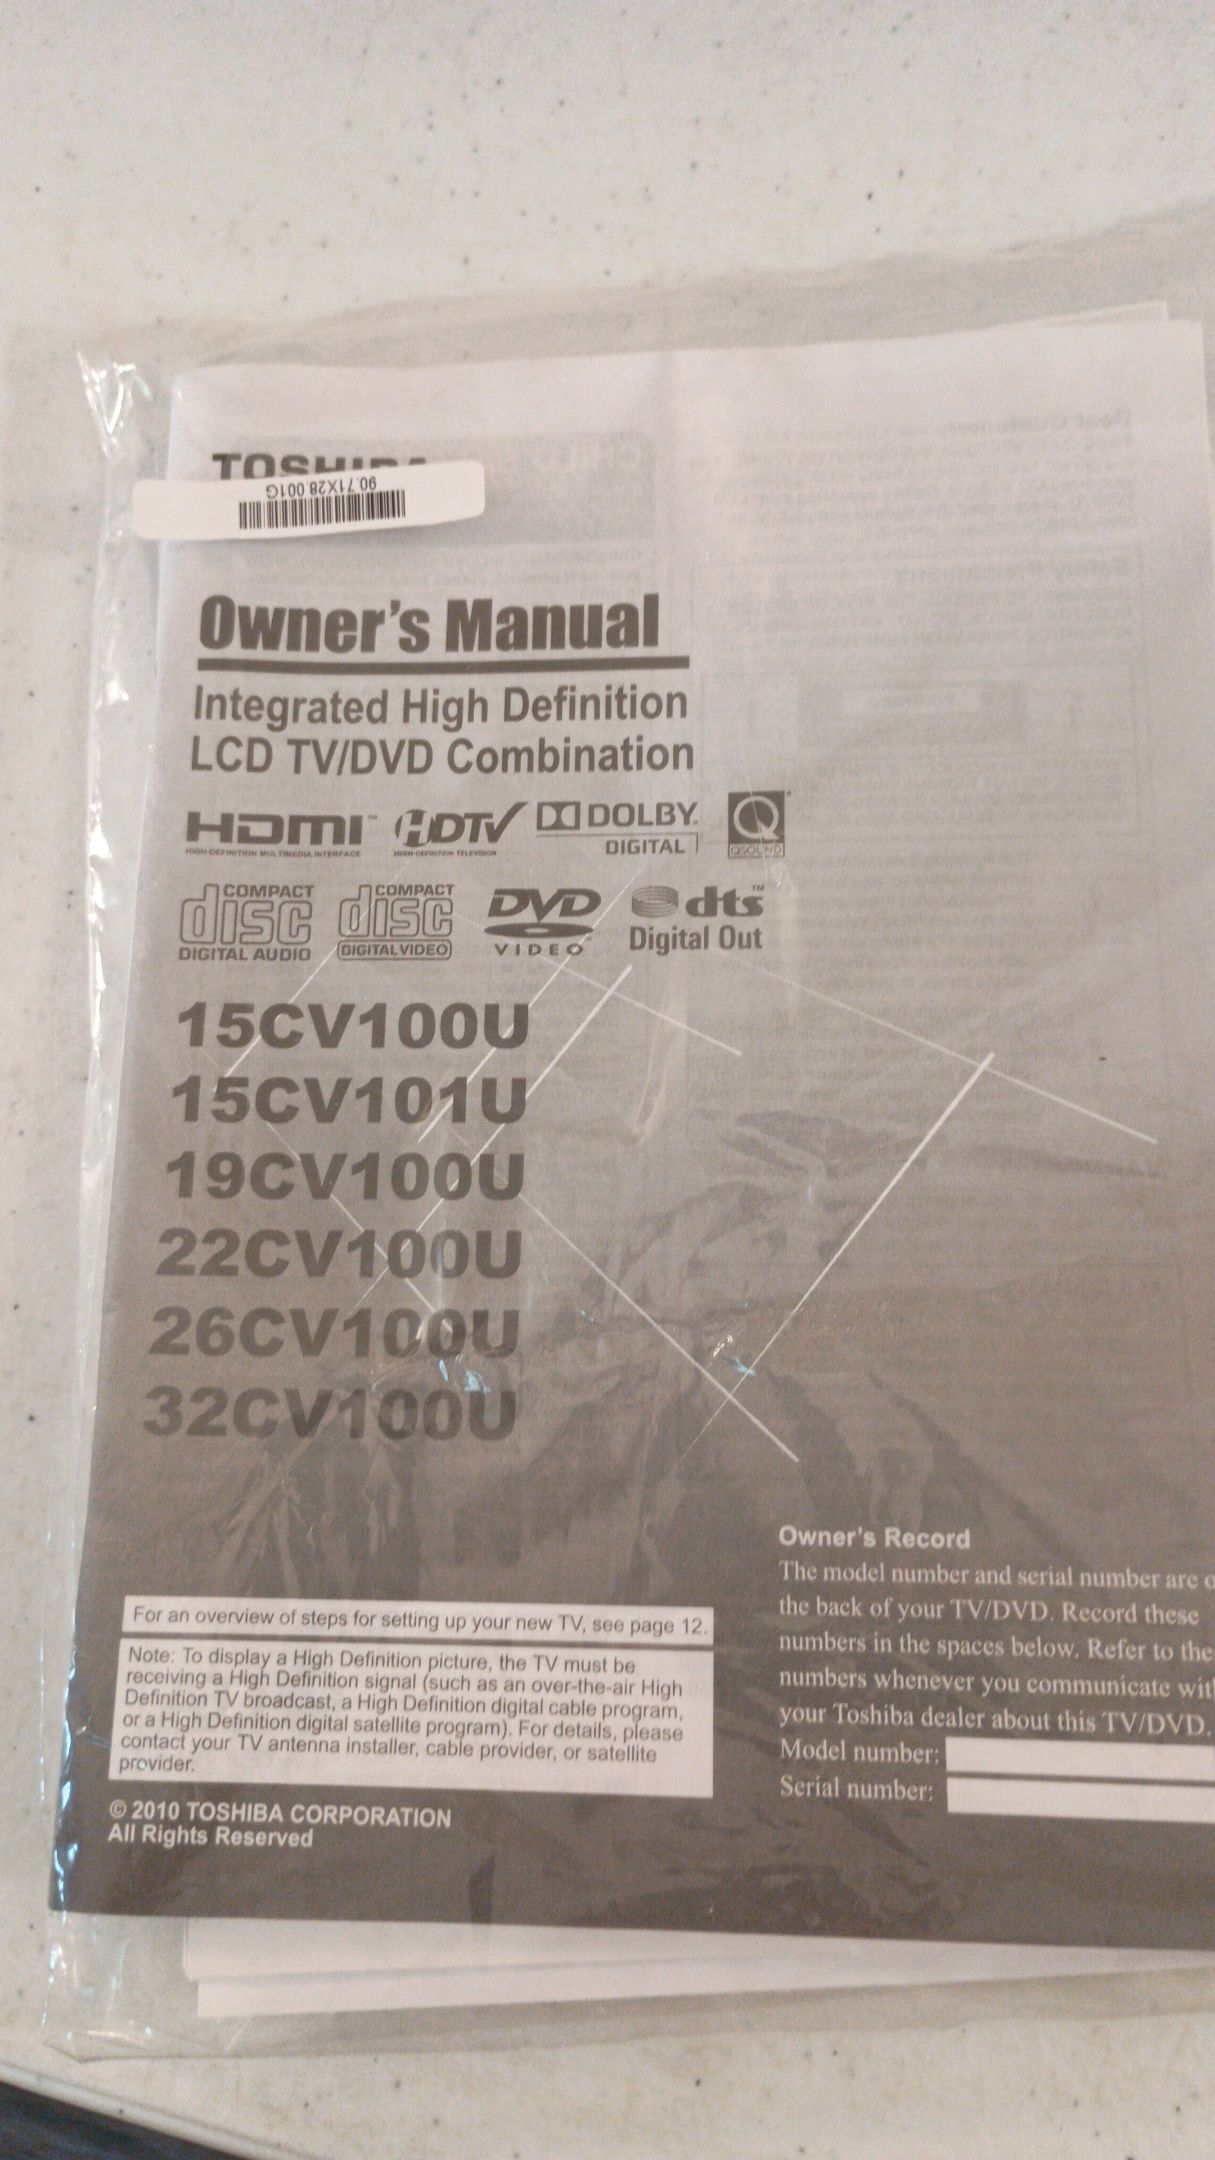 TOSHIBA
90.71X28.001G
Owner's Manual
Integrated High Definition
LCD TV/DVD Combination
HDMI™
HIGH-DEFINITION MULTIMEDIA INTERFACE
HDTV
HIGH-DEFINITION TELEVISION
DOLBY.
DIGITAL
QSOUND
COMPACT
disc
DIGITAL AUDIO
COMPACT
disc
DIGITAL VIDEO
DVD
VIDEO™
dts™
Digital Out
15CV100U
15CV101U
19CV100U
22CV100U
26CV100U
32CV100U
For an overview of steps for setting up your new TV, see page 12.
Note: To display a High Definition picture, the TV must be
receiving a High Definition signal (such as an over-the-air High
Definition TV broadcast, a High Definition digital cable program,
or a High Definition digital satellite program). For details, please
contact your TV antenna installer, cable provider, or satellite
provider.
© 2010 TOSHIBA CORPORATION
All Rights Reserved
Owner's Record
The model number and serial number are
the back of your TV/DVD. Record these
numbers in the spaces below. Refer to
numbers whenever you communicate
your Toshiba dealer about this TV/DVD.
Model number:
Serial number: